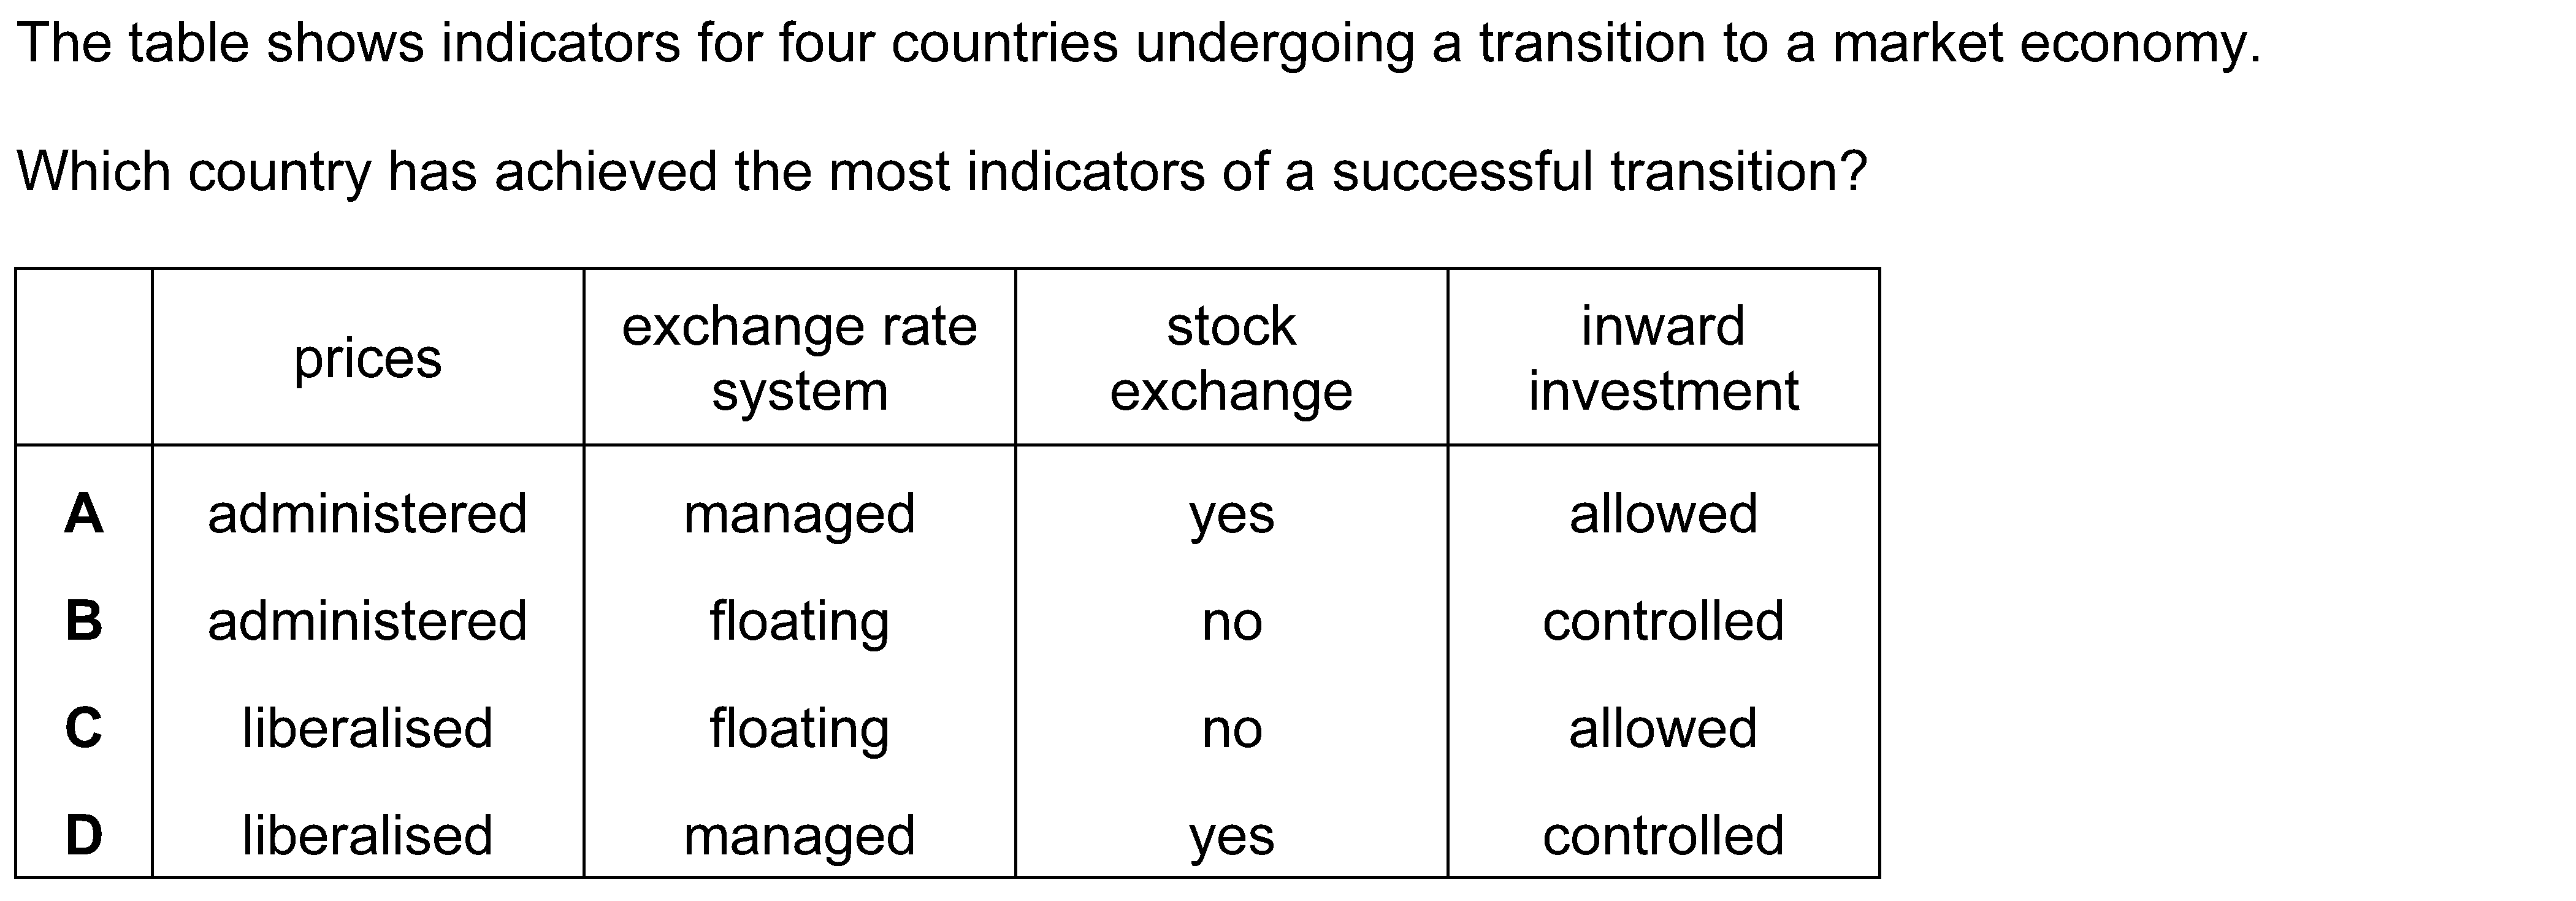 The table shows indicators for four countries undergoing a transition to a market economy.
Which country has achieved the most indicators of a successful transition?
prices exchange rate system stock exchange inward investment
A administered managed yes allowed
B administered floating no controlled
C liberalised floating no allowed
D liberalised managed yes controlled